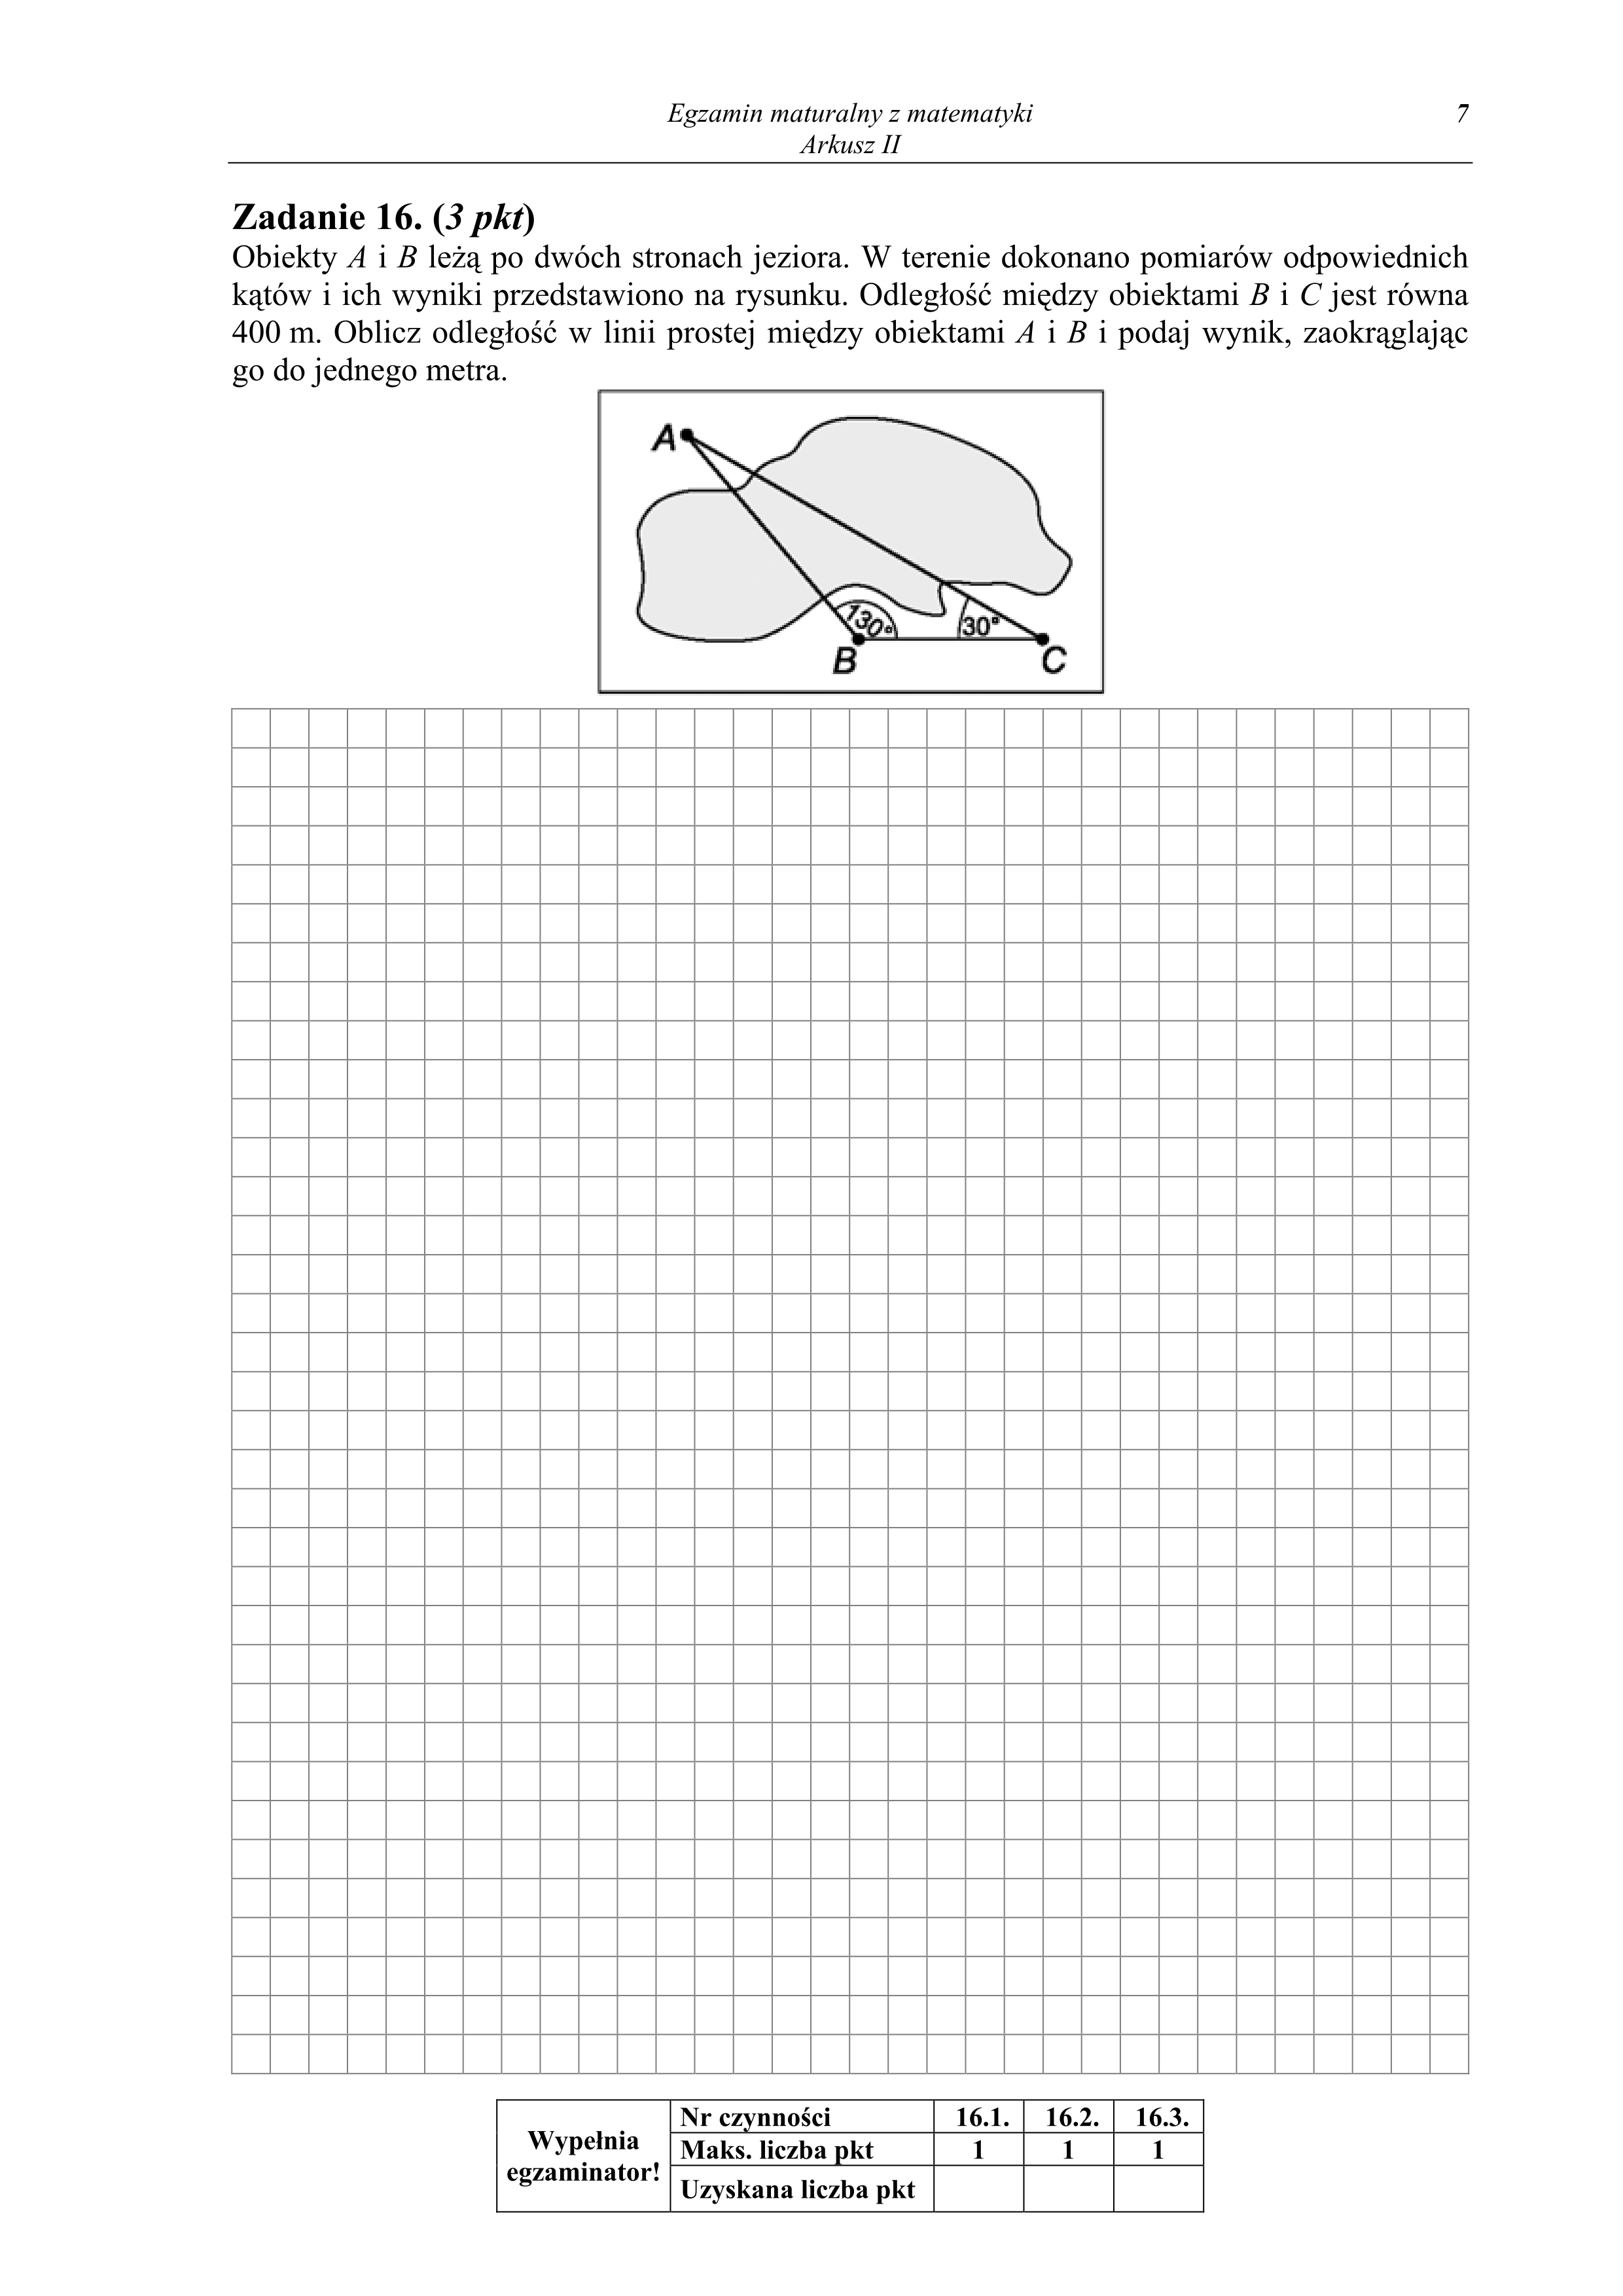 Egzamin maturalny z matematyki 7
Arkusz II
Zadanie 16. (3 pkt)
Obiekty A i B leżą po dwóch stronach jeziora. W terenie dokonano pomiarów odpowiednich
kątów i ich wyniki przedstawiono na rysunku. Odległość między obiektami B i C jest równa
400 m. Oblicz odległość w linii prostej między obiektami A i B i podaj wynik, zaokrąglając
go do jednego metra.
A
130° 30°
B C
Wypełnia egzaminator!
Nr czynności 16.1. 16.2. 16.3.
Maks. liczba pkt 1 1 1
Uzyskana liczba pkt